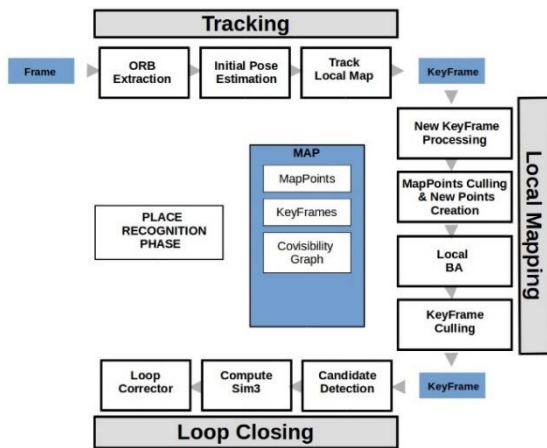 Tracking
Frame
ORB
Extraction
Initial Pose
Estimation
Track
Local Map
KeyFrame
New KeyFrame
Processing
MapPoints Culling
& New Points
Creation
Local
BA
KeyFrame
Culling
Local Mapping
MAP
MapPoints
KeyFrames
Covisibility
Graph
PLACE
RECOGNITION
PHASE
Loop
Corrector
Compute
Sim3
Candidate
Detection
KeyFrame
Loop Closing